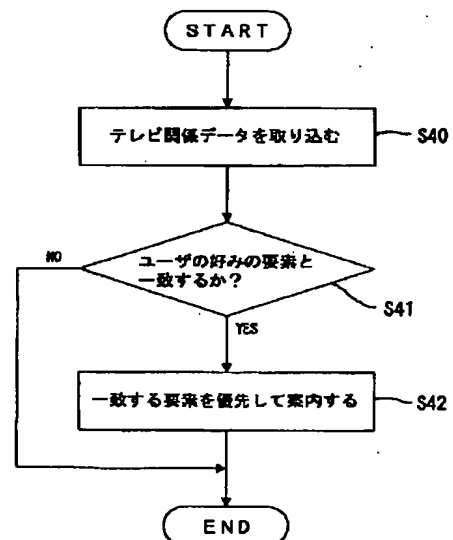 START
テレビ関係データを取り込む
S40
ユーザの好みの要素と
一致するか?
NO
S41
YES
一致する要素を優先して案内する
S42
END